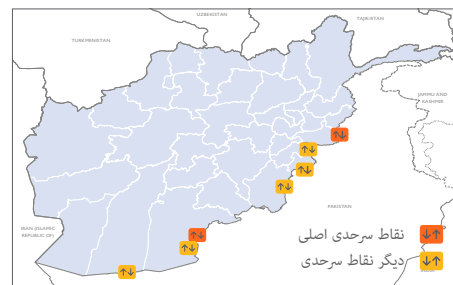 UZBEKISTAN
TAJIKISTAN
TURKMENISTAN
JAMMU AND
KASHMIR
PAKISTAN
IRAN (ISLAMIC
REPUBLIC OF)
نقاط سرحدی اصلی
دیگر نقاط سرحدی